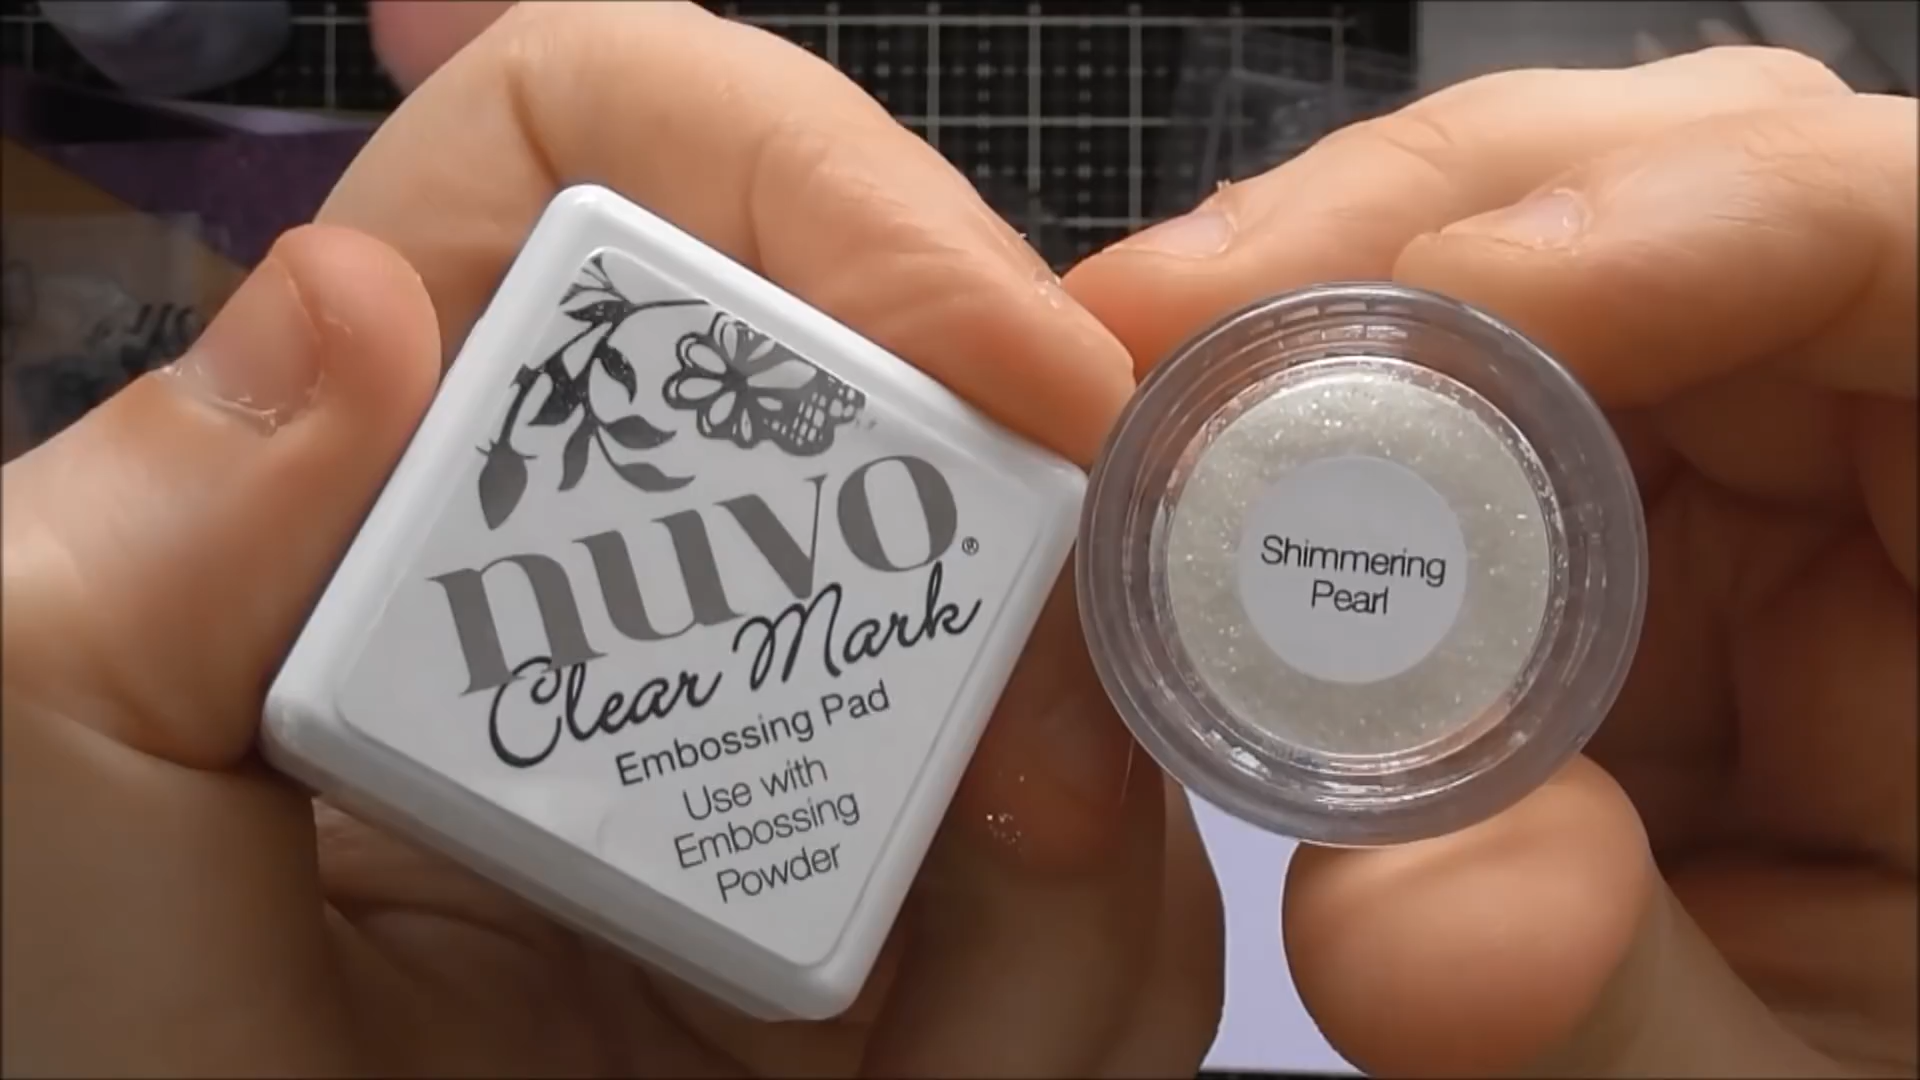 nuvo®
Clear Mark
Embossing Pad
Use with
Embossing
Powder
Shimmering
Pearl